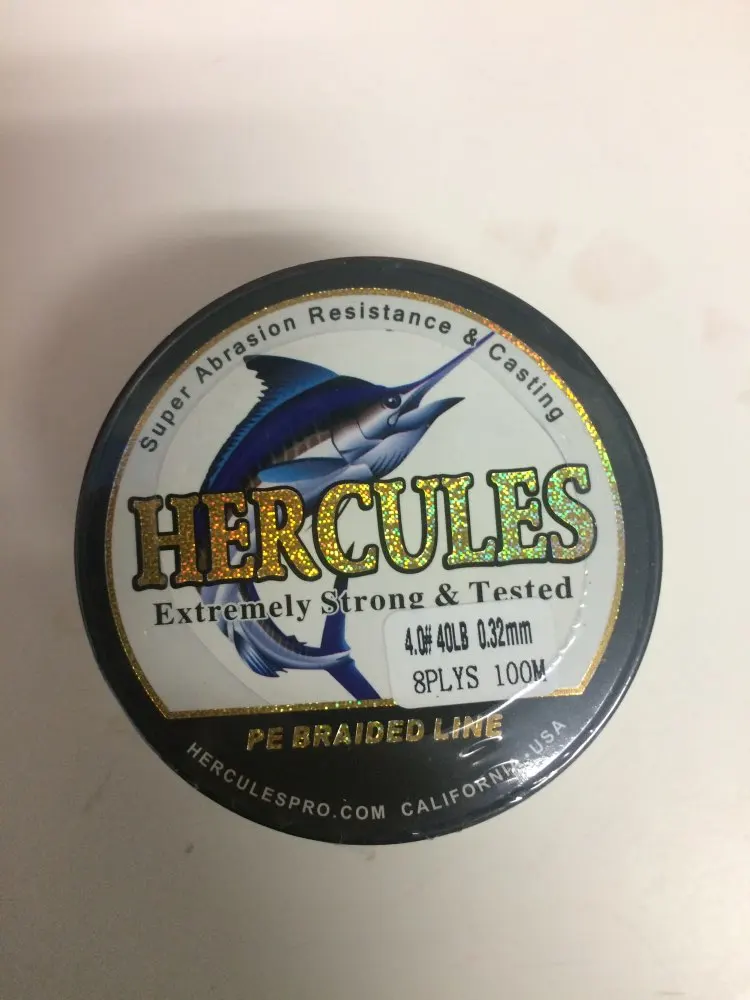 Super Abrasion Resistance & Casting
HERCULES
Extremely Strong & Tested
4.0# 40LB 0.32mm
8PLYS 100M
PE BRAIDED LINE
HERCULESPRO.COM CALIFORNIA•USA